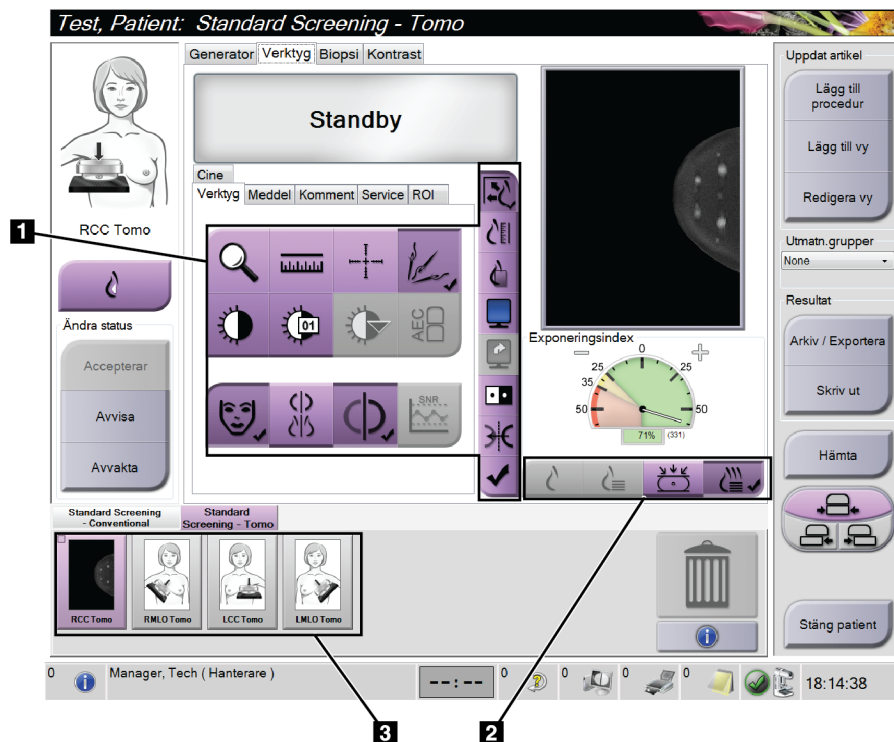 Test, Patient: Standard Screening - Tomo
Generator Verktyg Biopsi Kontrast
Standby
Cine
Verktyg Meddel Komment Service ROI
RCC Tomo
Ändra status
Accepterar
Avvisa
Avvakta
01
AEC
SNR
Exponeringsindex
0
25 25
35
50 50
71% (331)
Uppdat artikel
Lägg till
procedur
Lägg till vy
Redigera vy
Utmatn.grupper
None
Resultat
Arkiv / Exportera
Skriv ut
Hämta
Stäng patient
Standard Screening
- Conventional
Standard
Screening - Tomo
RCC Tomo RMLO Tomo LCC Tomo LMLO Tomo
0 Manager, Tech ( Hanterare ) --:-- 0 0 0 0 18:14:38
1
3 2